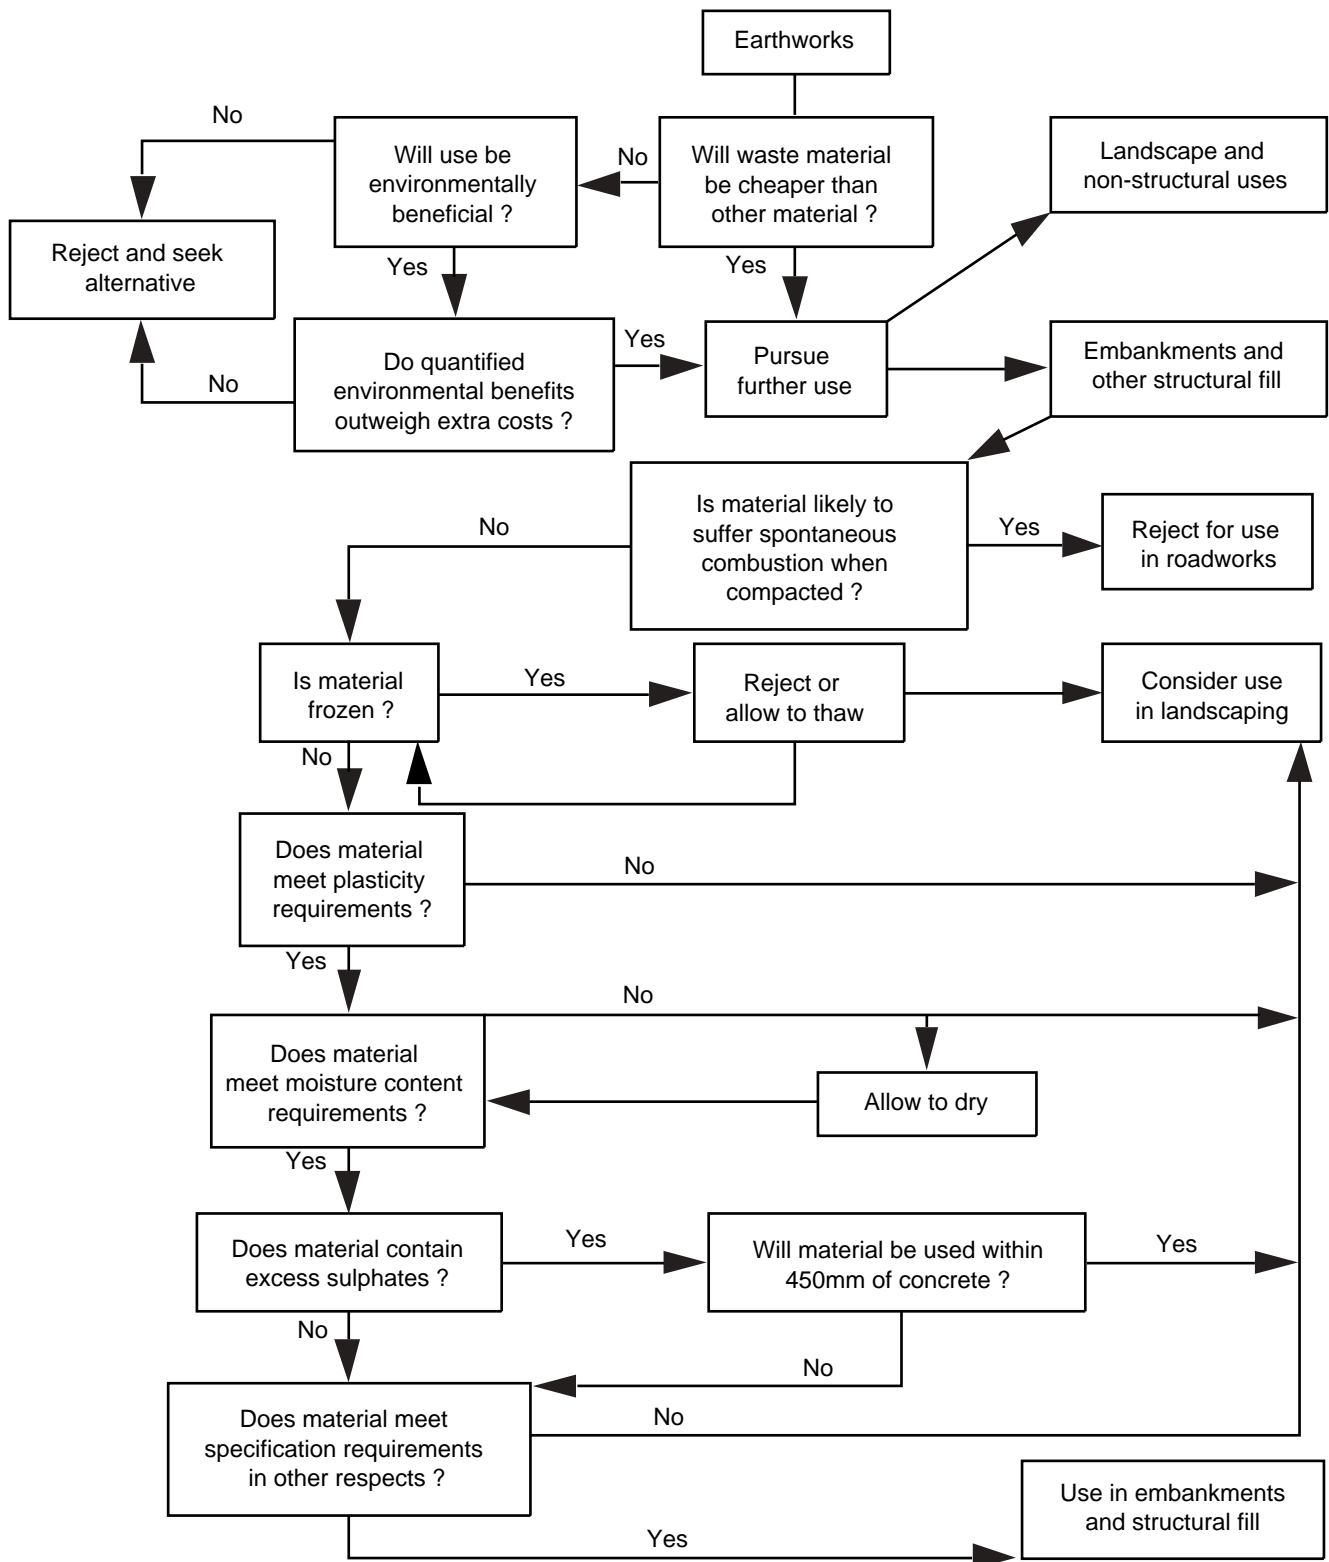 Earthworks
No
Will use be
environmentally
beneficial ?
No
Will waste material
be cheaper than
other material ?
Landscape and
non-structural uses
Reject and seek
alternative
Yes
Yes
Do quantified
environmental benefits
outweigh extra costs ?
Yes
No
Pursue
further use
Embankments and
other structural fill
Is material likely to
suffer spontaneous
combustion when
compacted ?
No
Yes
Reject for use
in roadworks
Is material
frozen ?
Yes
Reject or
allow to thaw
Consider use
in landscaping
No
Does material
meet plasticity
requirements ?
No
Yes
No
Does material
meet moisture content
requirements ?
Allow to dry
Yes
Does material contain
excess sulphates ?
Yes
Will material be used within
450mm of concrete ?
Yes
No
No
Does material meet
specification requirements
in other respects ?
No
Use in embankments
and structural fill
Yes